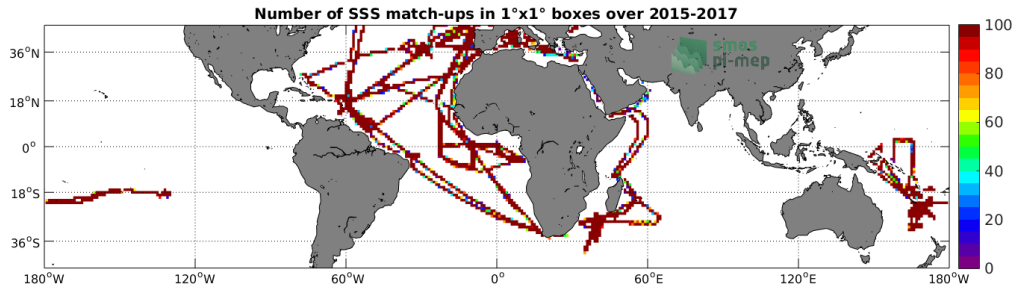 Number of SSS match-ups in 1°x1° boxes over 2015-2017
100
80
60
40
20
0
36°N
18°N
0°
18°S
36°S
smos
pi-mep
180°W
120°W
60°W
0°
60°E
120°E
180°W